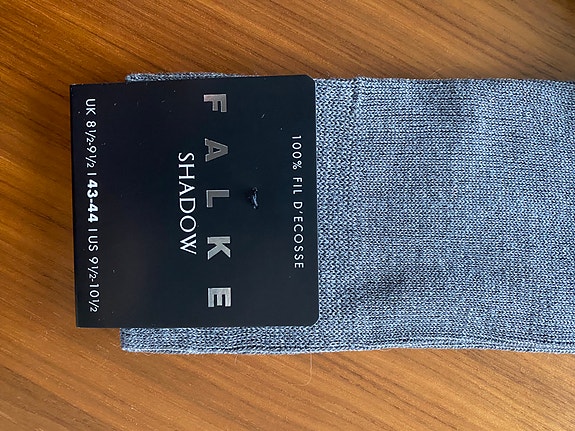 100% FIL D'ECOSSE
FALKE
SHADOW
UK 8½-9½ I 43-44 I US 9½-10½